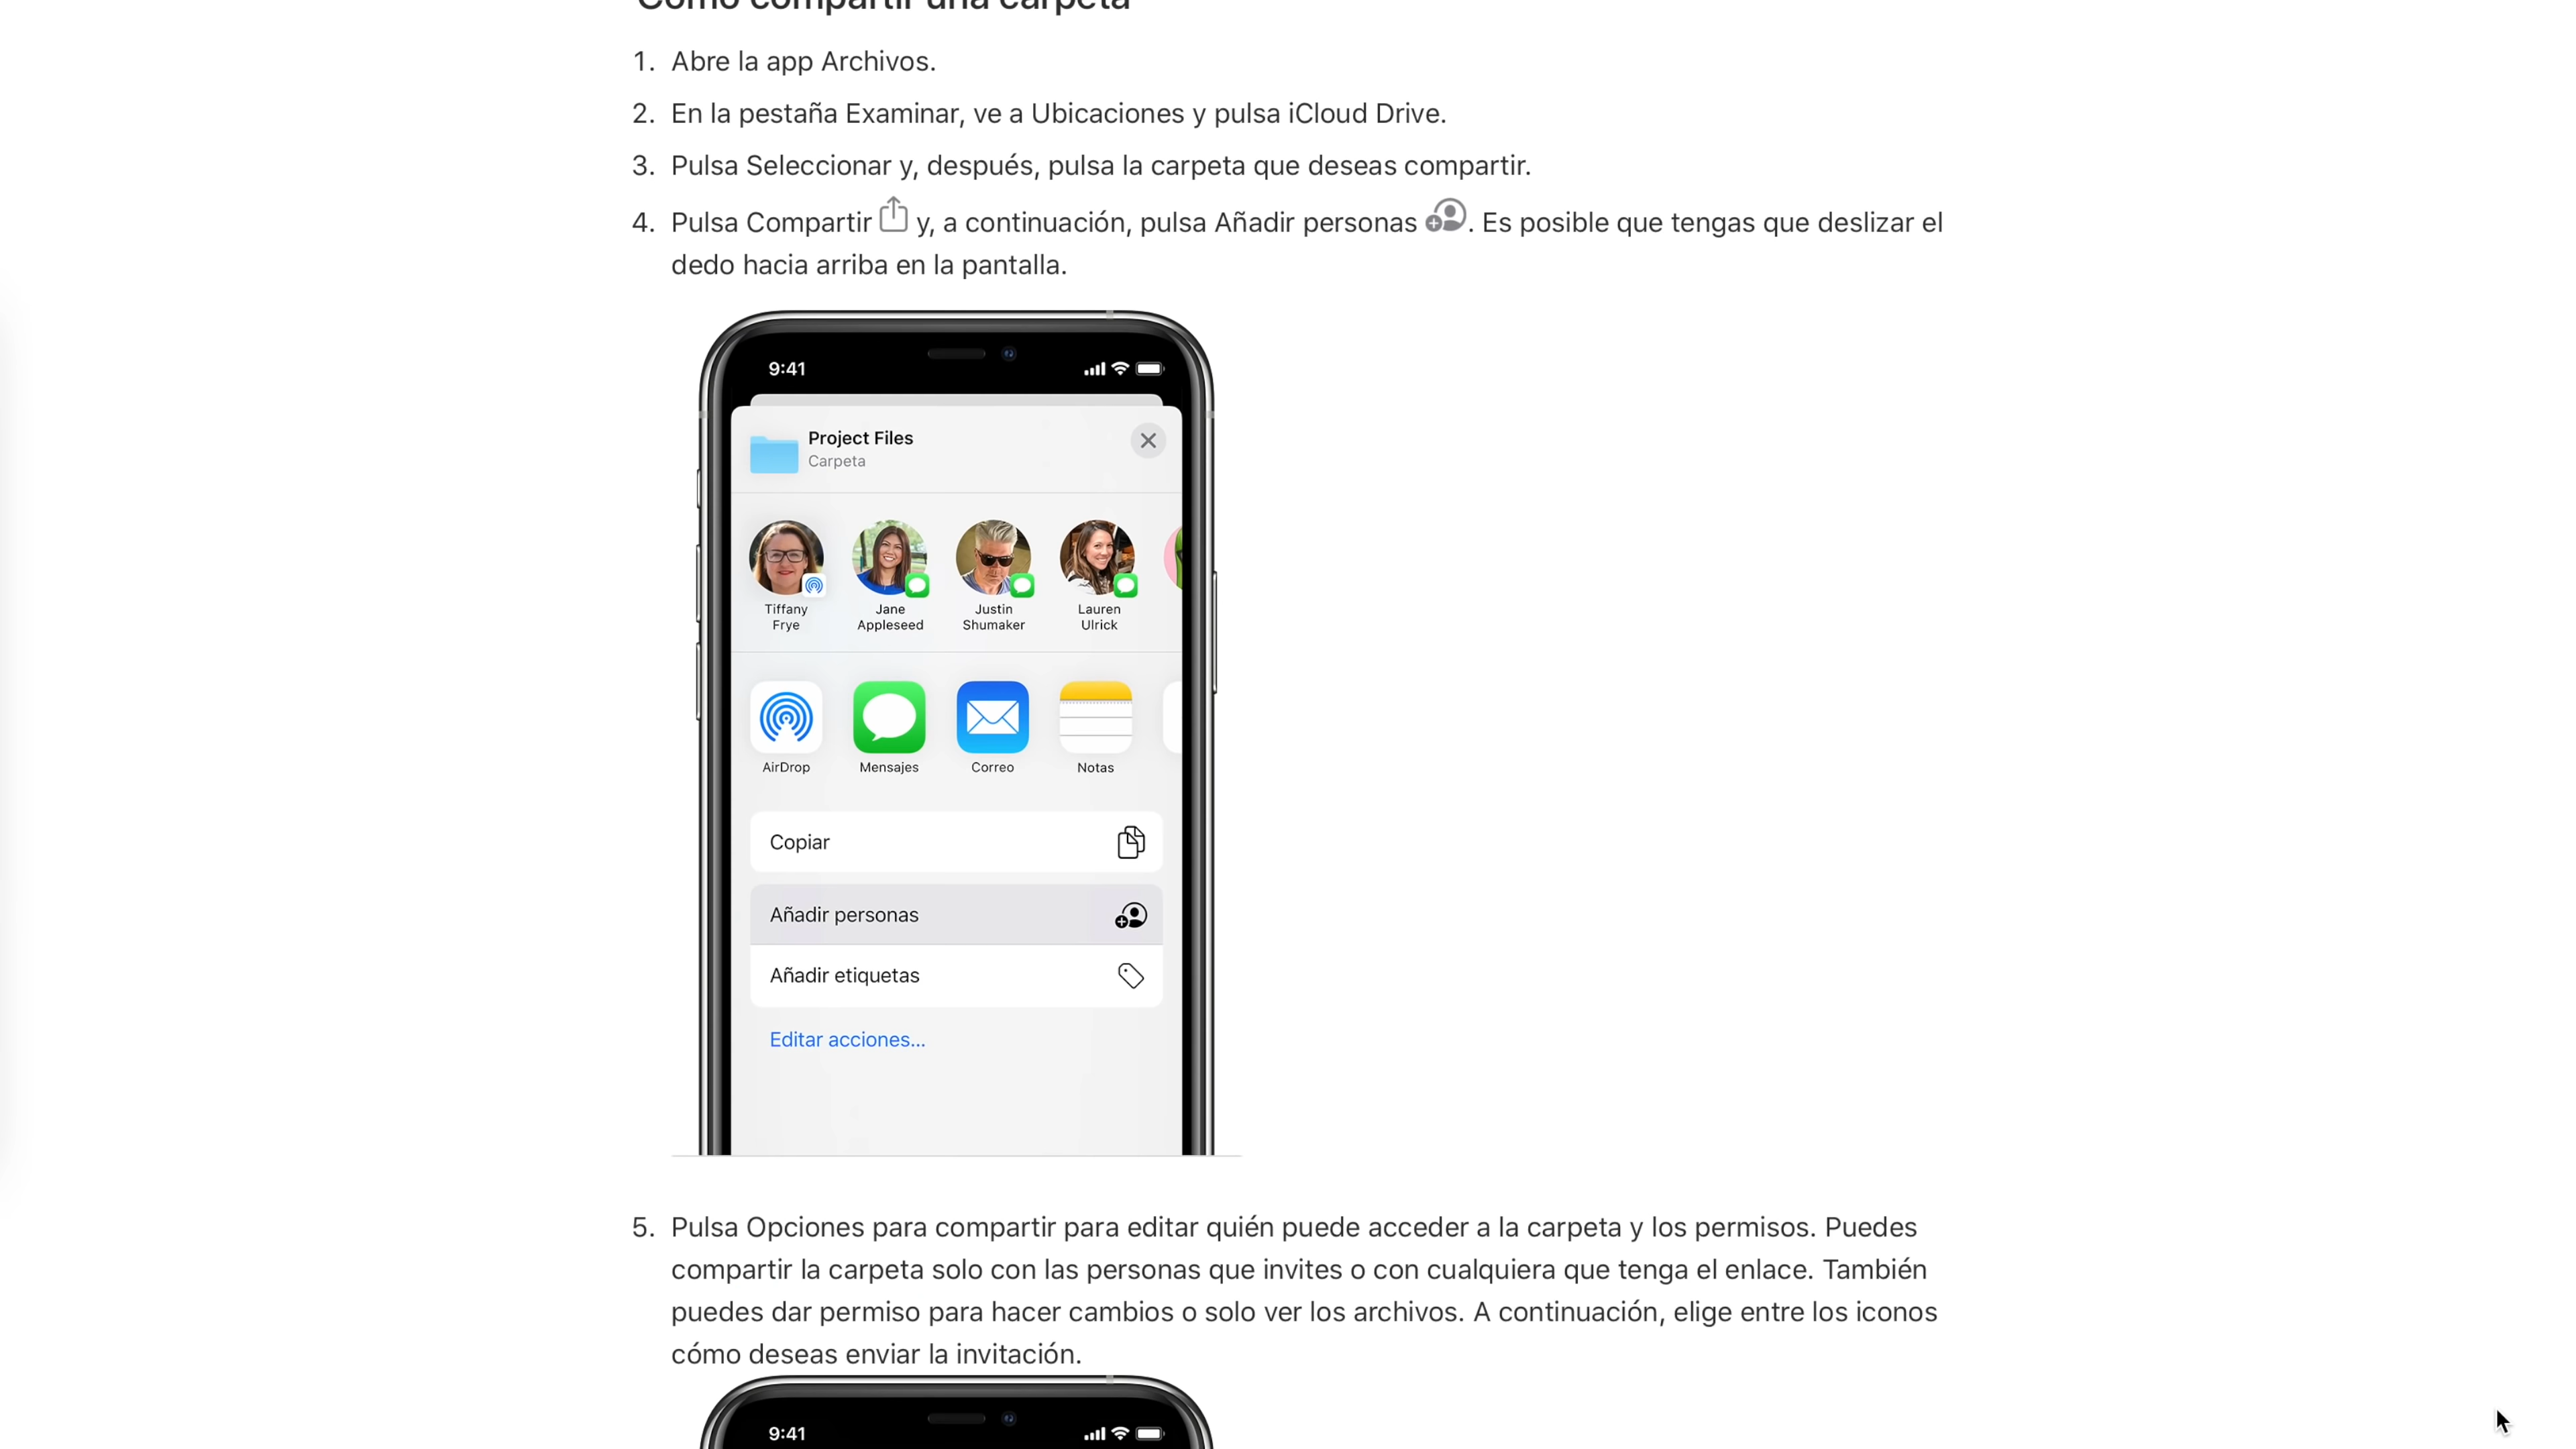 Cómo compartir una carpeta
1. Abre la app Archivos.
2. En la pestaña Examinar, ve a Ubicaciones y pulsa iCloud Drive.
3. Pulsa Seleccionar y, después, pulsa la carpeta que deseas compartir.
4. Pulsa Compartir y, a continuación, pulsa Añadir personas. Es posible que tengas que deslizar el
dedo hacia arriba en la pantalla.
9:41
Project Files
Carpeta
Tiffany Frye
Jane Appleseed
Justin Shumaker
Lauren Ulrick
AirDrop
Mensajes
Correo
Notas
Copiar
Añadir personas
Añadir etiquetas
Editar acciones...
5. Pulsa Opciones para compartir para editar quién puede acceder a la carpeta y los permisos. Puedes
compartir la carpeta solo con las personas que invites o con cualquiera que tenga el enlace. También
puedes dar permiso para hacer cambios o solo ver los archivos. A continuación, elige entre los iconos
cómo deseas enviar la invitación.
9:41